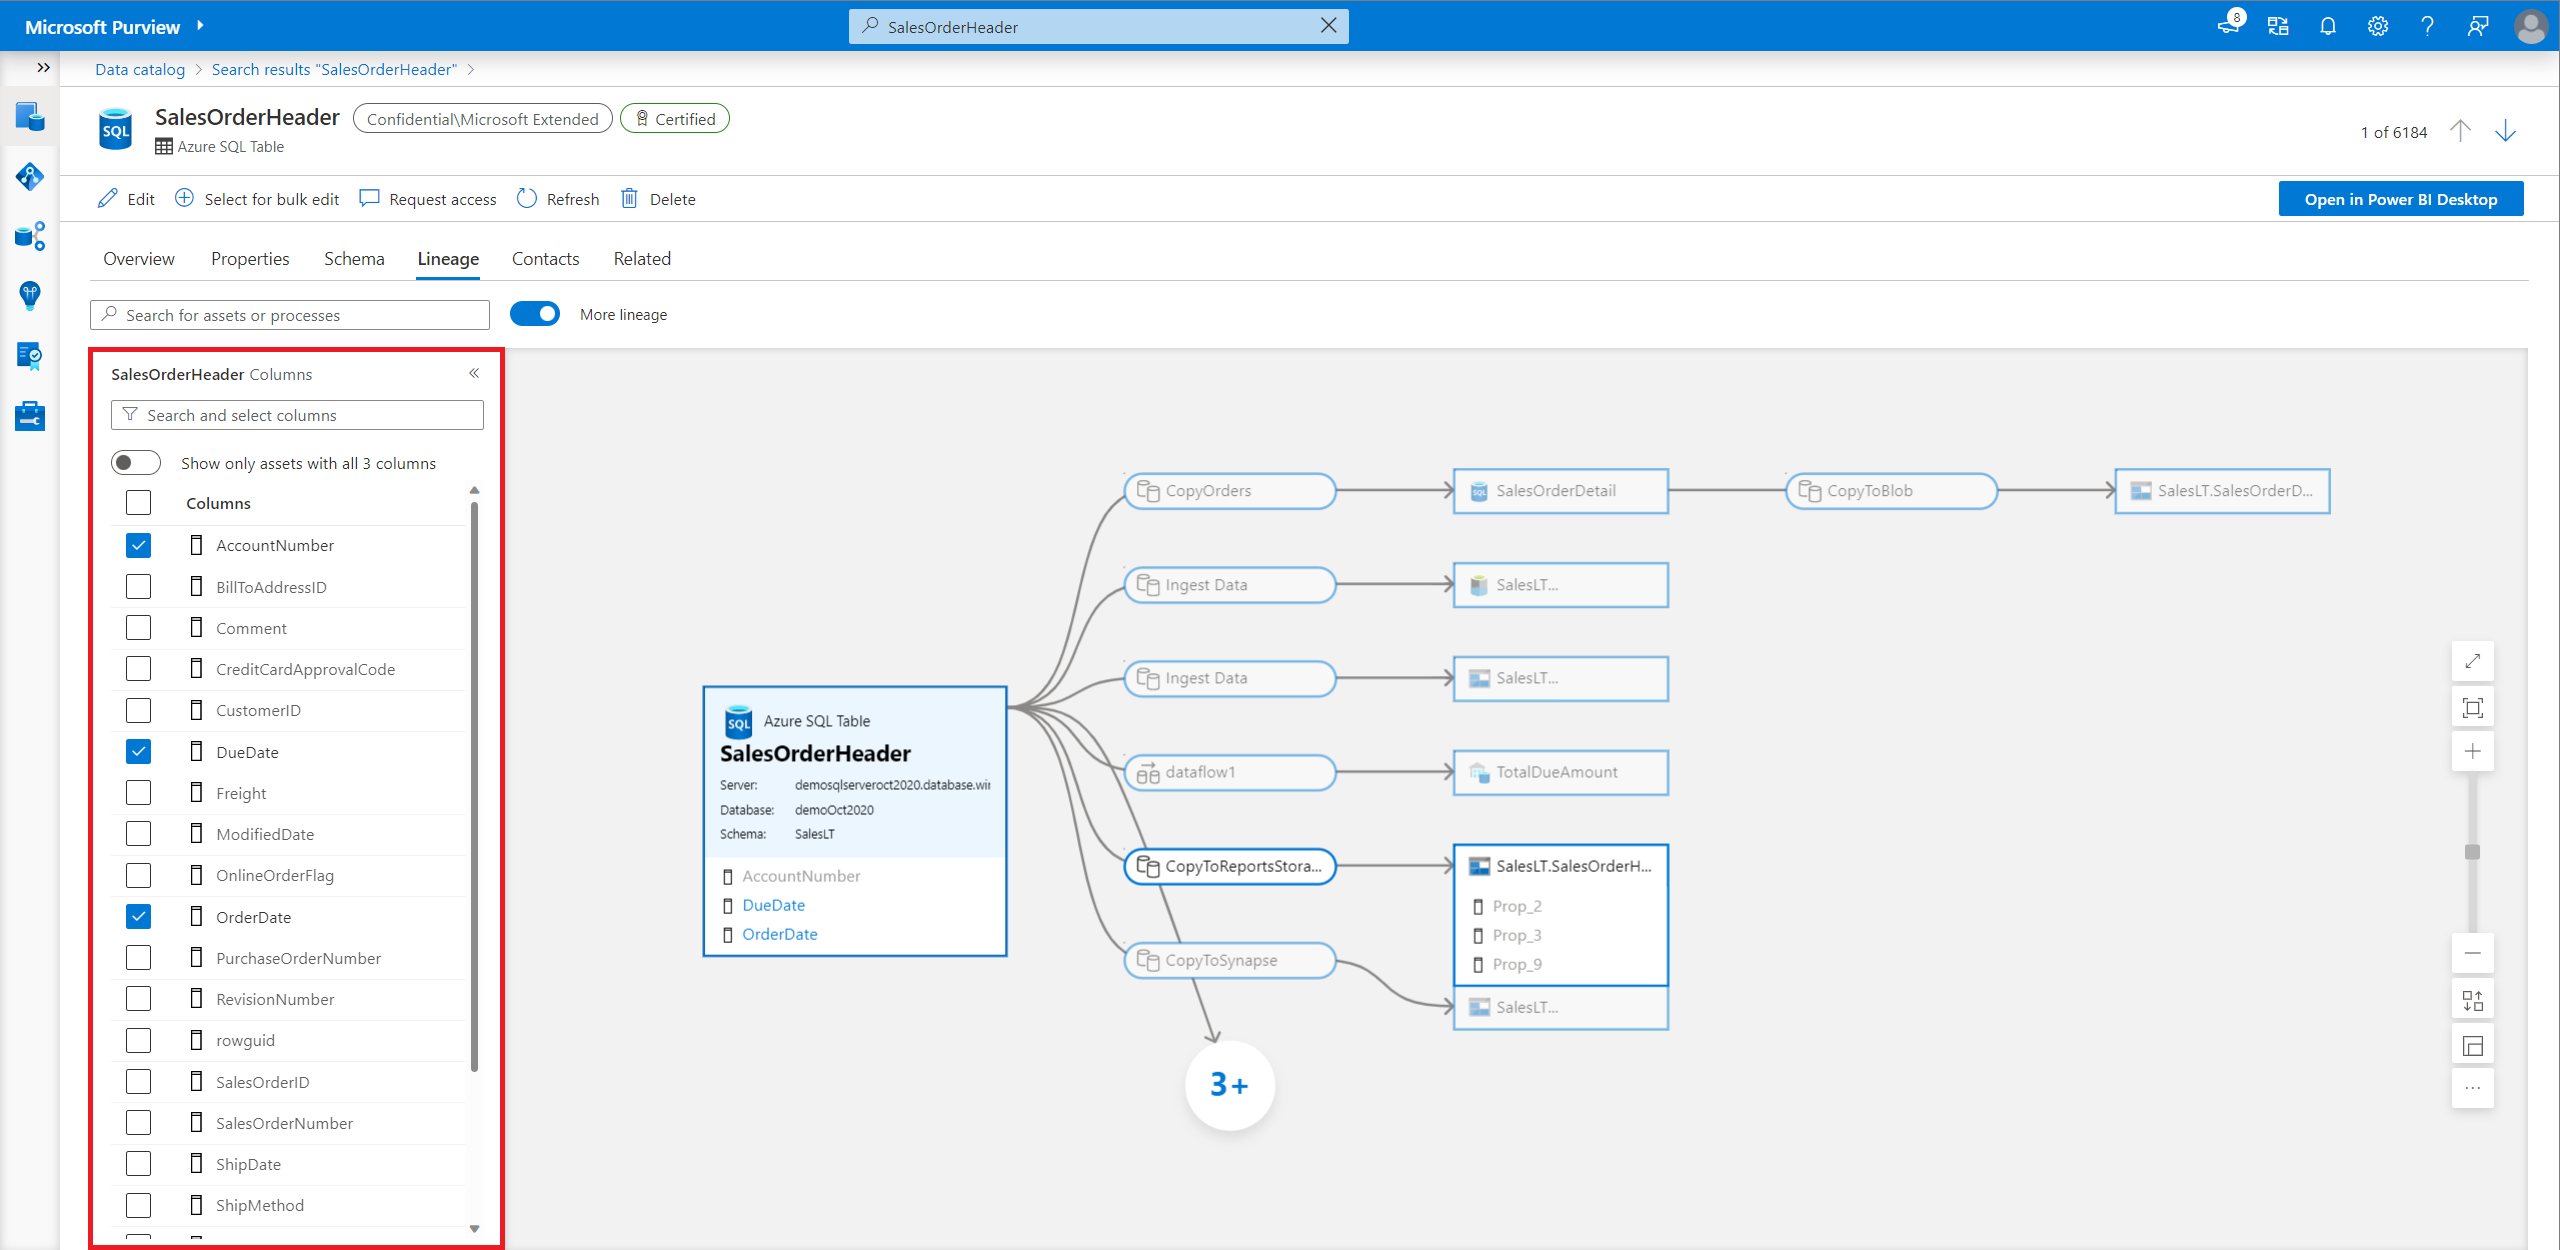 Microsoft Purview
SalesOrderHeader
8
Data catalog > Search results "SalesOrderHeader" >
SalesOrderHeader
Confidential\Microsoft Extended
Certified
Azure SQL Table
1 of 6184
Edit
Select for bulk edit
Request access
Refresh
Delete
Open in Power BI Desktop
Overview
Properties
Schema
Lineage
Contacts
Related
Search for assets or processes
More lineage
SalesOrderHeader Columns
Search and select columns
Show only assets with all 3 columns
Columns
AccountNumber
BillToAddressID
Comment
CreditCardApprovalCode
CustomerID
DueDate
Freight
ModifiedDate
OnlineOrderFlag
OrderDate
PurchaseOrderNumber
RevisionNumber
rowguid
SalesOrderID
SalesOrderNumber
ShipDate
ShipMethod
SQL
Azure SQL Table
SalesOrderHeader
Server: demosqlserveroct2020.database.wir
Database: demoOct2020
Schema: SalesLT
AccountNumber
DueDate
OrderDate
CopyOrders
SalesOrderDetail
CopyToBlob
SalesLT.SalesOrderD...
Ingest Data
SalesLT...
Ingest Data
SalesLT...
dataflow1
TotalDueAmount
CopyToReportsStora...
SalesLT.SalesOrderH...
Prop_2
Prop_3
Prop_9
CopyToSynapse
SalesLT...
3+